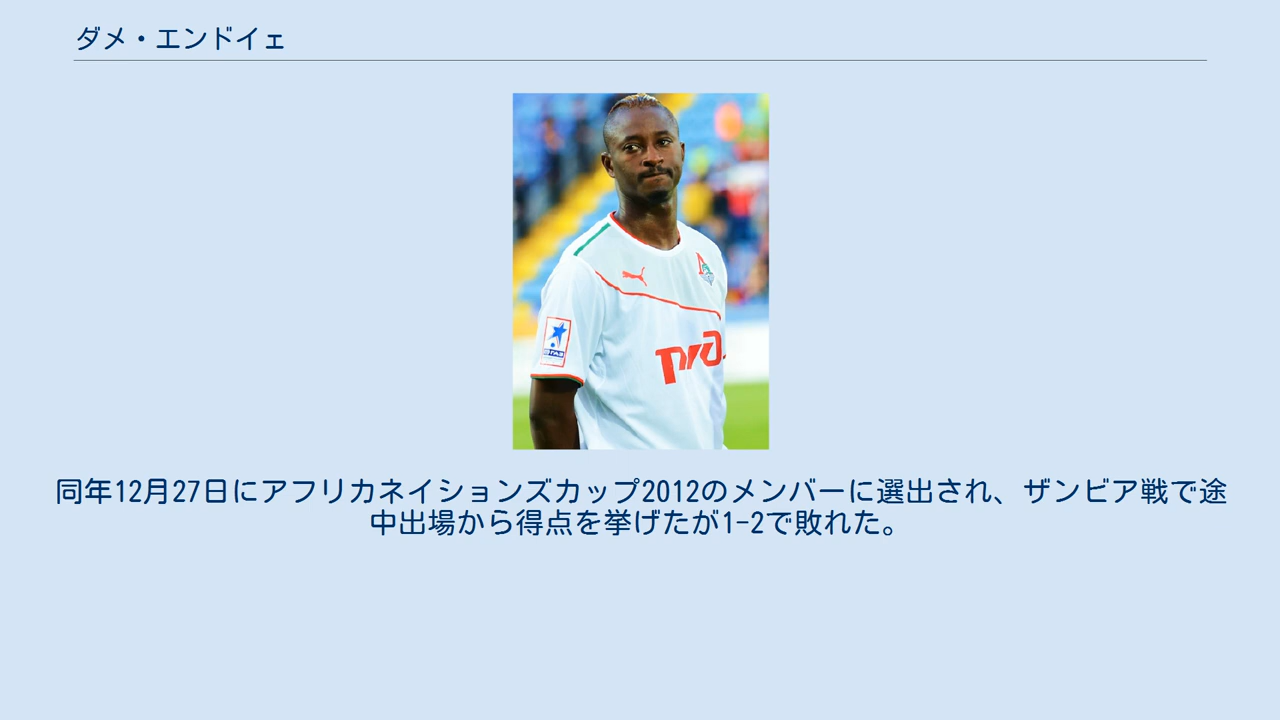 ダメ・エンドイェ
同年12月27日にアフリカネイションズカップ2012のメンバーに選出され、ザンビア戦で途
中出場から得点を挙げたが1-2で敗れた。